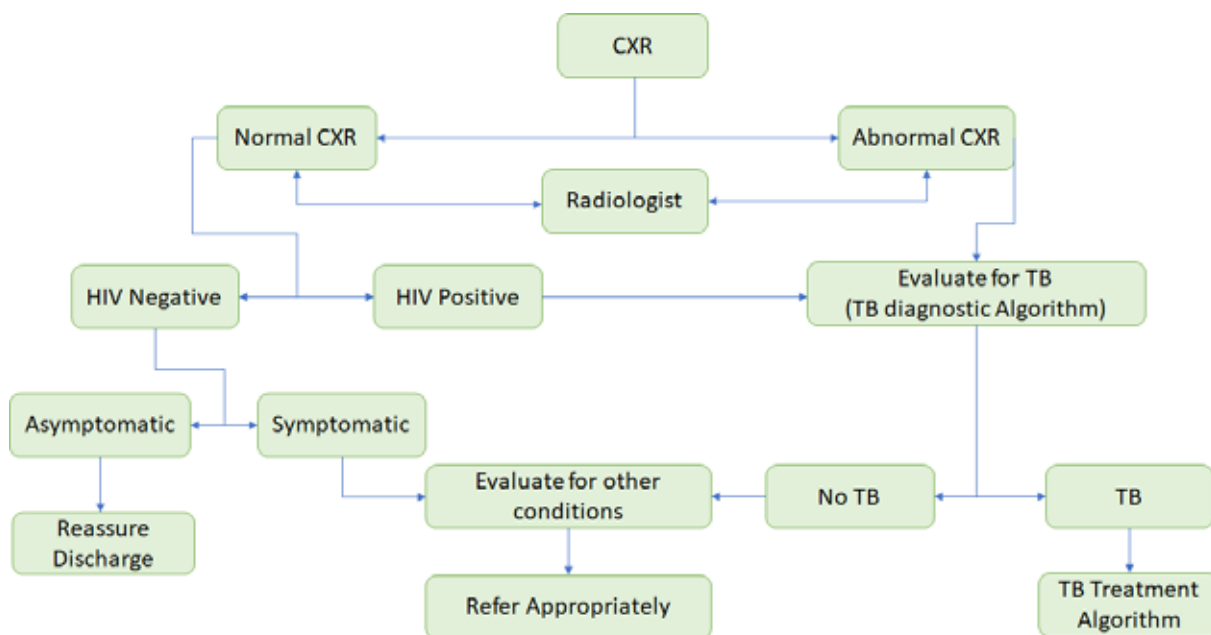 CXR
Normal CXR
Abnormal CXR
Radiologist
HIV Negative
HIV Positive
Evaluate for TB
(TB diagnostic Algorithm)
Asymptomatic
Symptomatic
Evaluate for other
conditions
No TB
TB
Reassure
Discharge
Refer Appropriately
TB Treatment
Algorithm